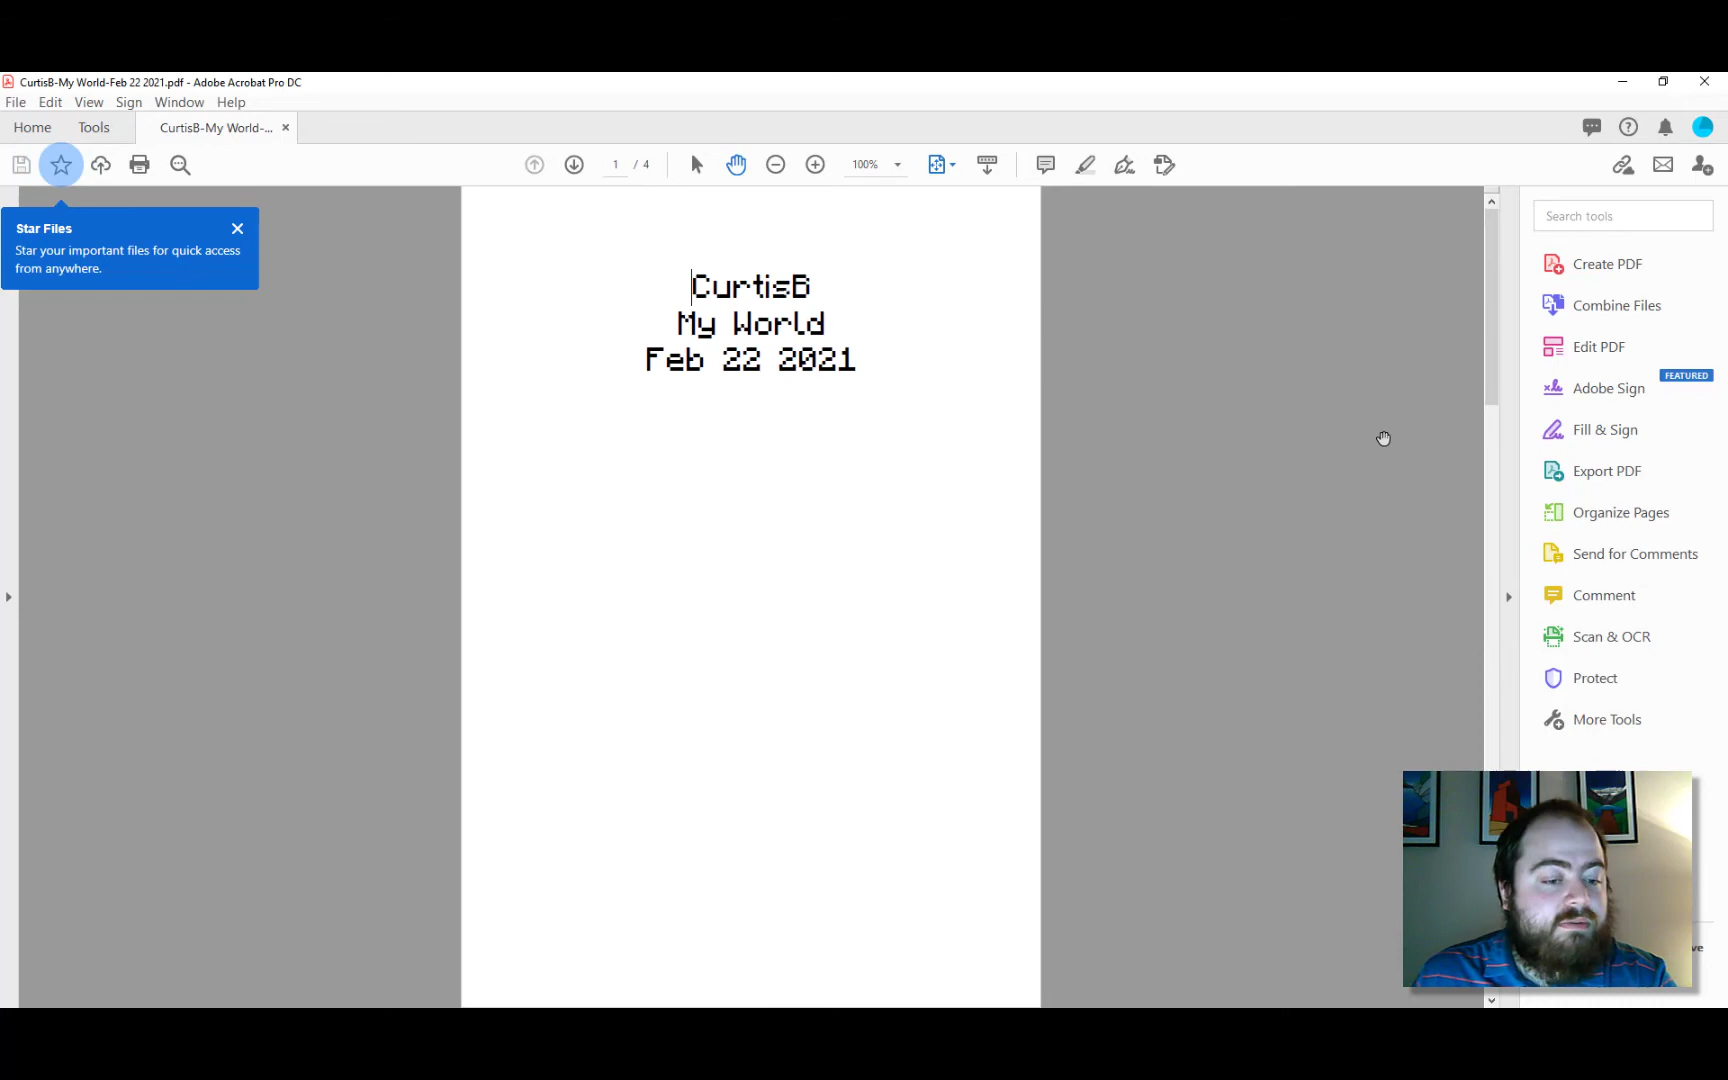 CurtisB-My World-Feb 22 2021.pdf - Adobe Acrobat Pro DC
File Edit View Sign Window Help
Home Tools CurtisB-My World-... ×
1 / 4 100%
Star Files
Star your important files for quick access
from anywhere.
CurtisB
My World
Feb 22 2021
Search tools
Create PDF
Combine Files
Edit PDF
FEATURED
Adobe Sign
Fill & Sign
Export PDF
Organize Pages
Send for Comments
Comment
Scan & OCR
Protect
More Tools